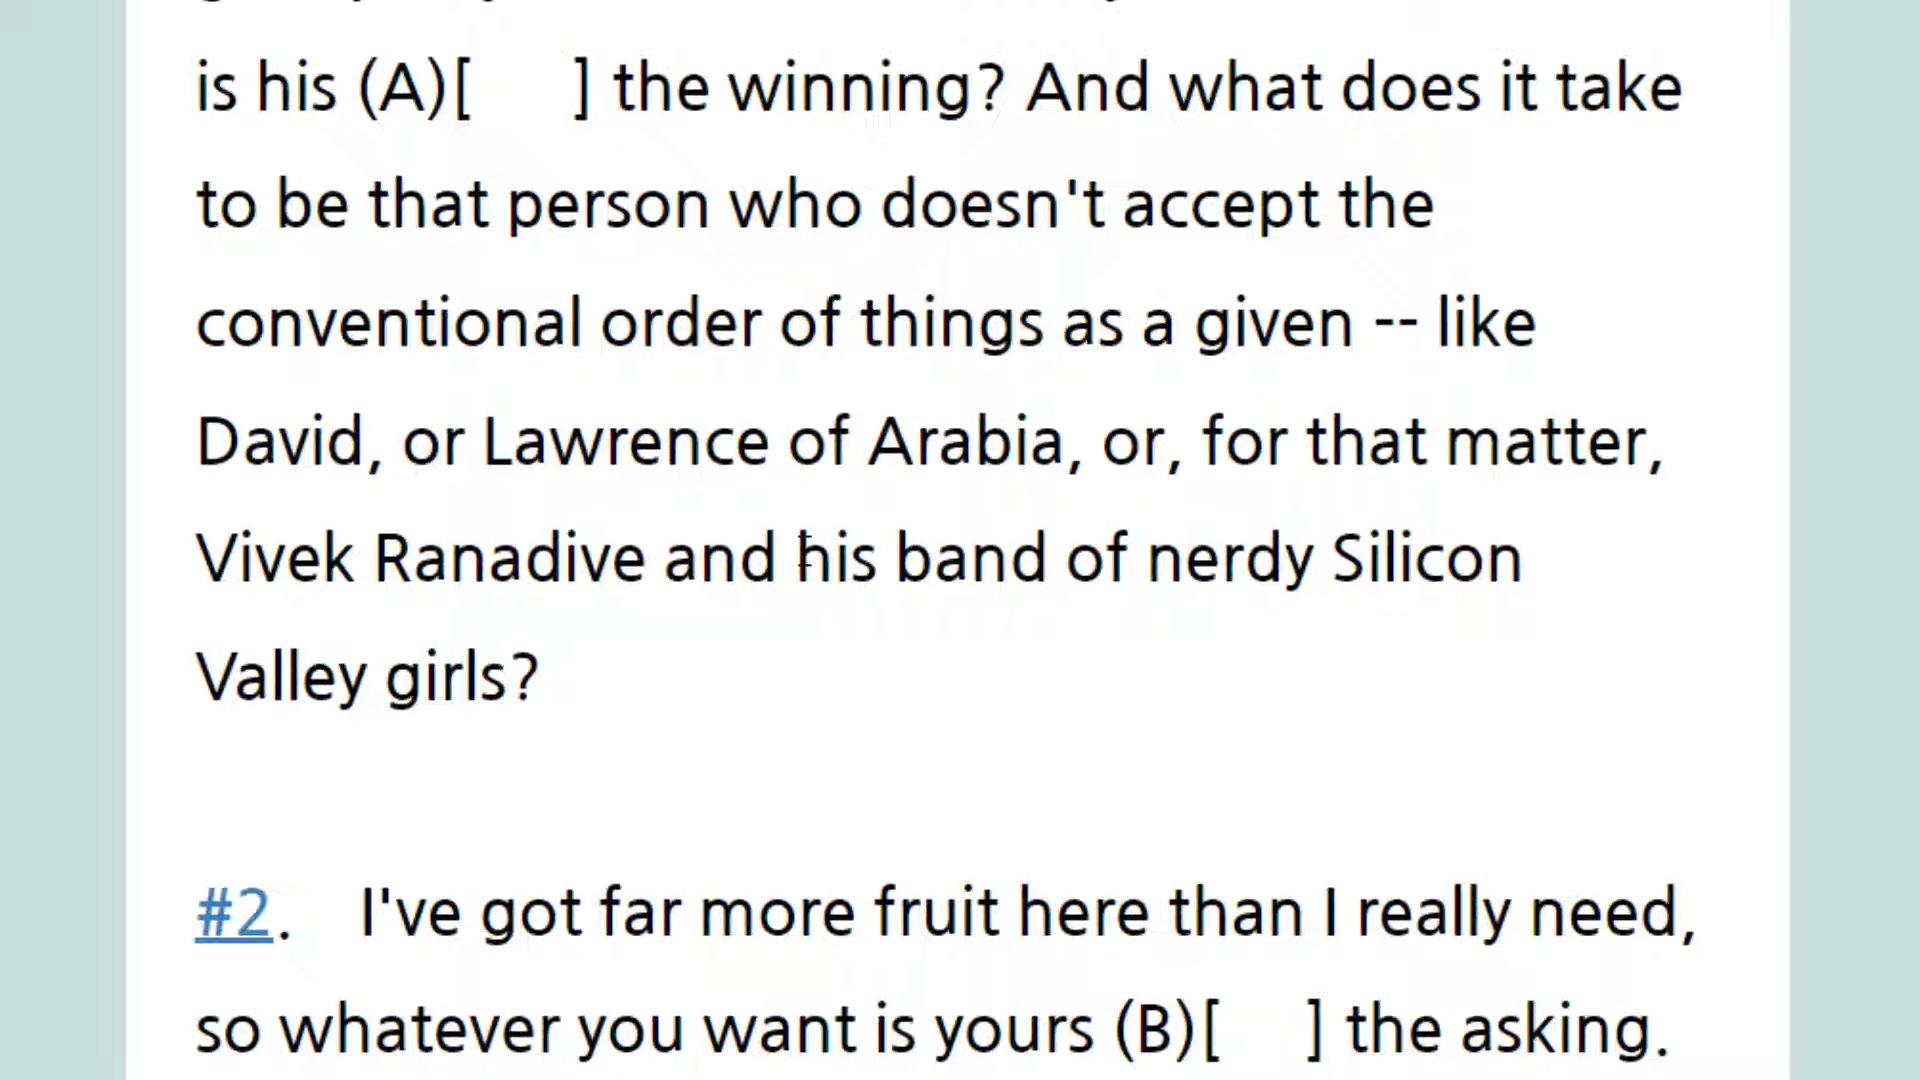 is his (A)[ ] the winning? And what does it take
to be that person who doesn't accept the
conventional order of things as a given -- like
David, or Lawrence of Arabia, or, for that matter,
Vivek Ranadive and his band of nerdy Silicon
Valley girls?
#2. I've got far more fruit here than I really need,
so whatever you want is yours (B)[ ] the asking.